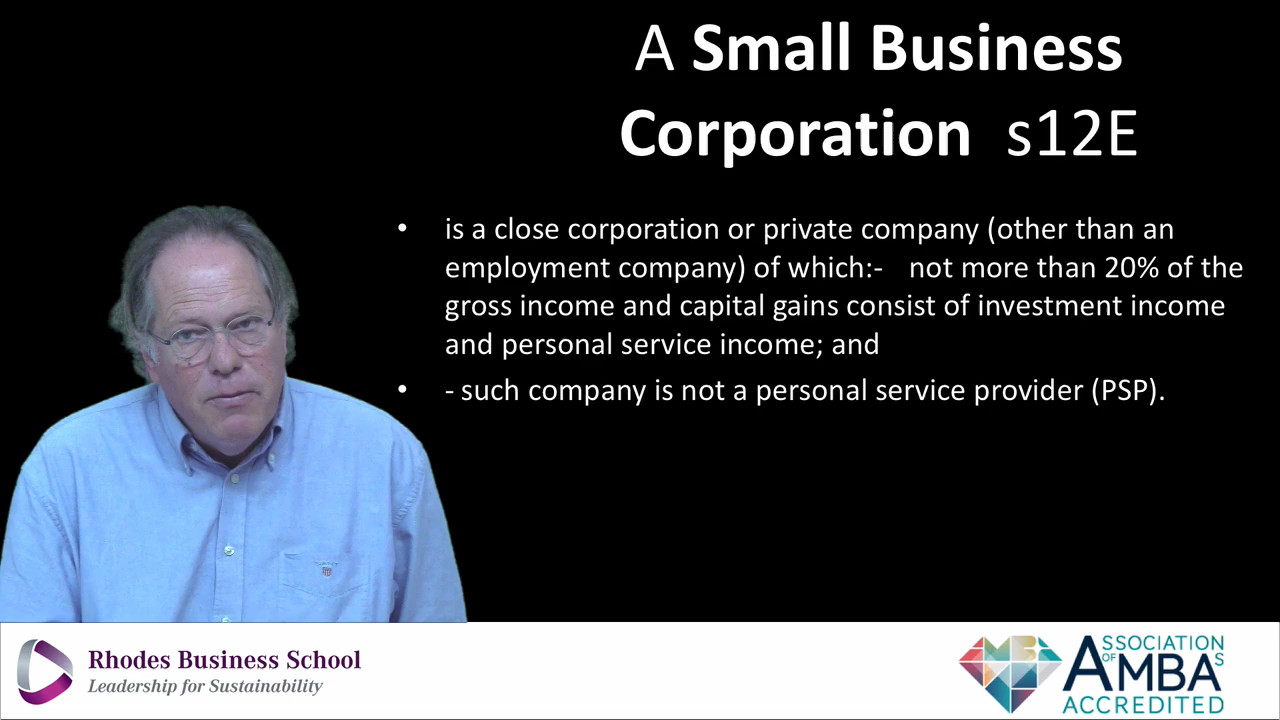 A Small Business
Corporation s12E
• is a close corporation or private company (other than an
employment company) of which:- not more than 20% of the
gross income and capital gains consist of investment income
and personal service income; and
• - such company is not a personal service provider (PSP).
Rhodes Business School
Leadership for Sustainability
MBA
ASSOCIATION
OF AMBAS
ACCREDITED